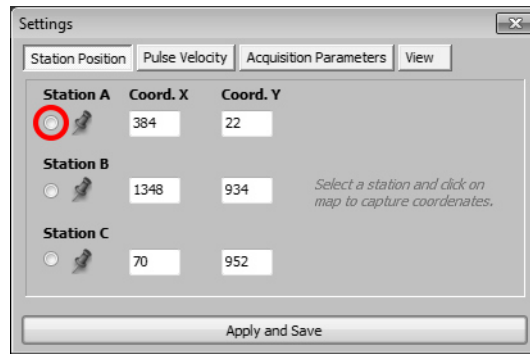 Settings
Station Position Pulse Velocity Acquisition Parameters View
Station A Coord. X Coord. Y
384 22
Station B
1348 934
Select a station and click on
map to capture coordenates.
Station C
70 952
Apply and Save